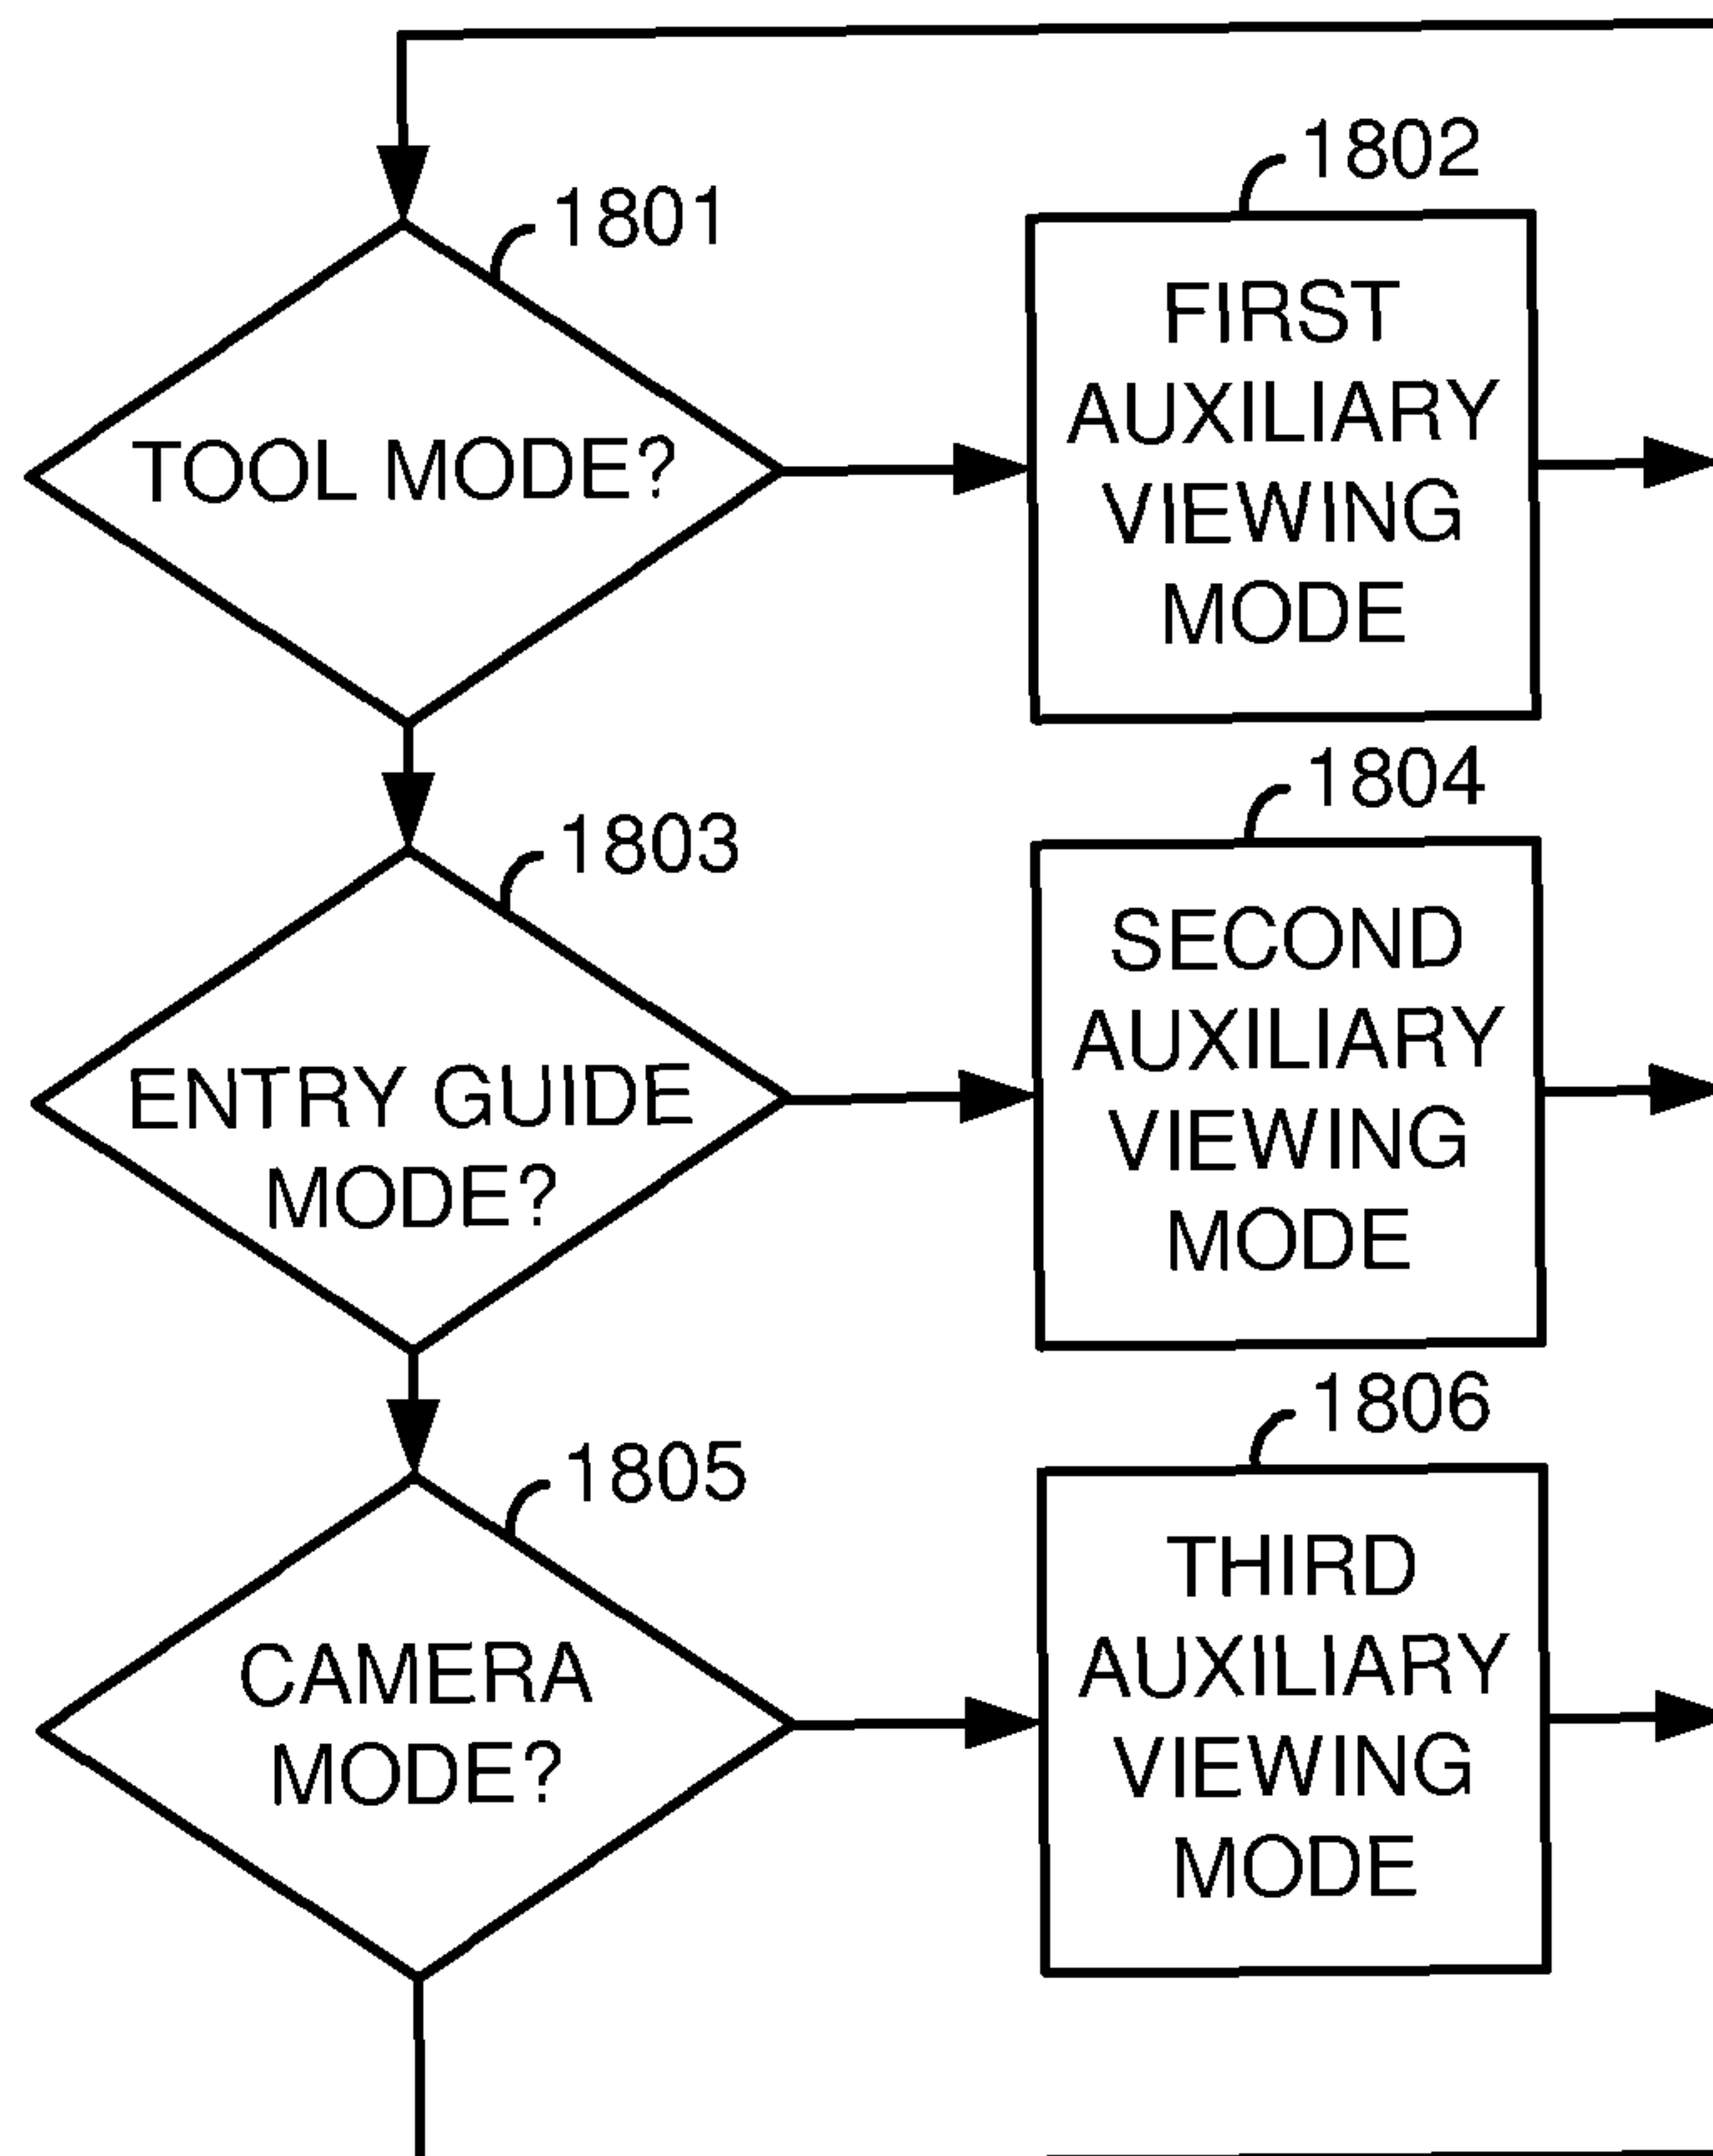 1801
TOOL MODE?
1802
FIRST
AUXILIARY
VIEWING
MODE
1803
ENTRY GUIDE
MODE?
1804
SECOND
AUXILIARY
VIEWING
MODE
1805
CAMERA
MODE?
1806
THIRD
AUXILIARY
VIEWING
MODE